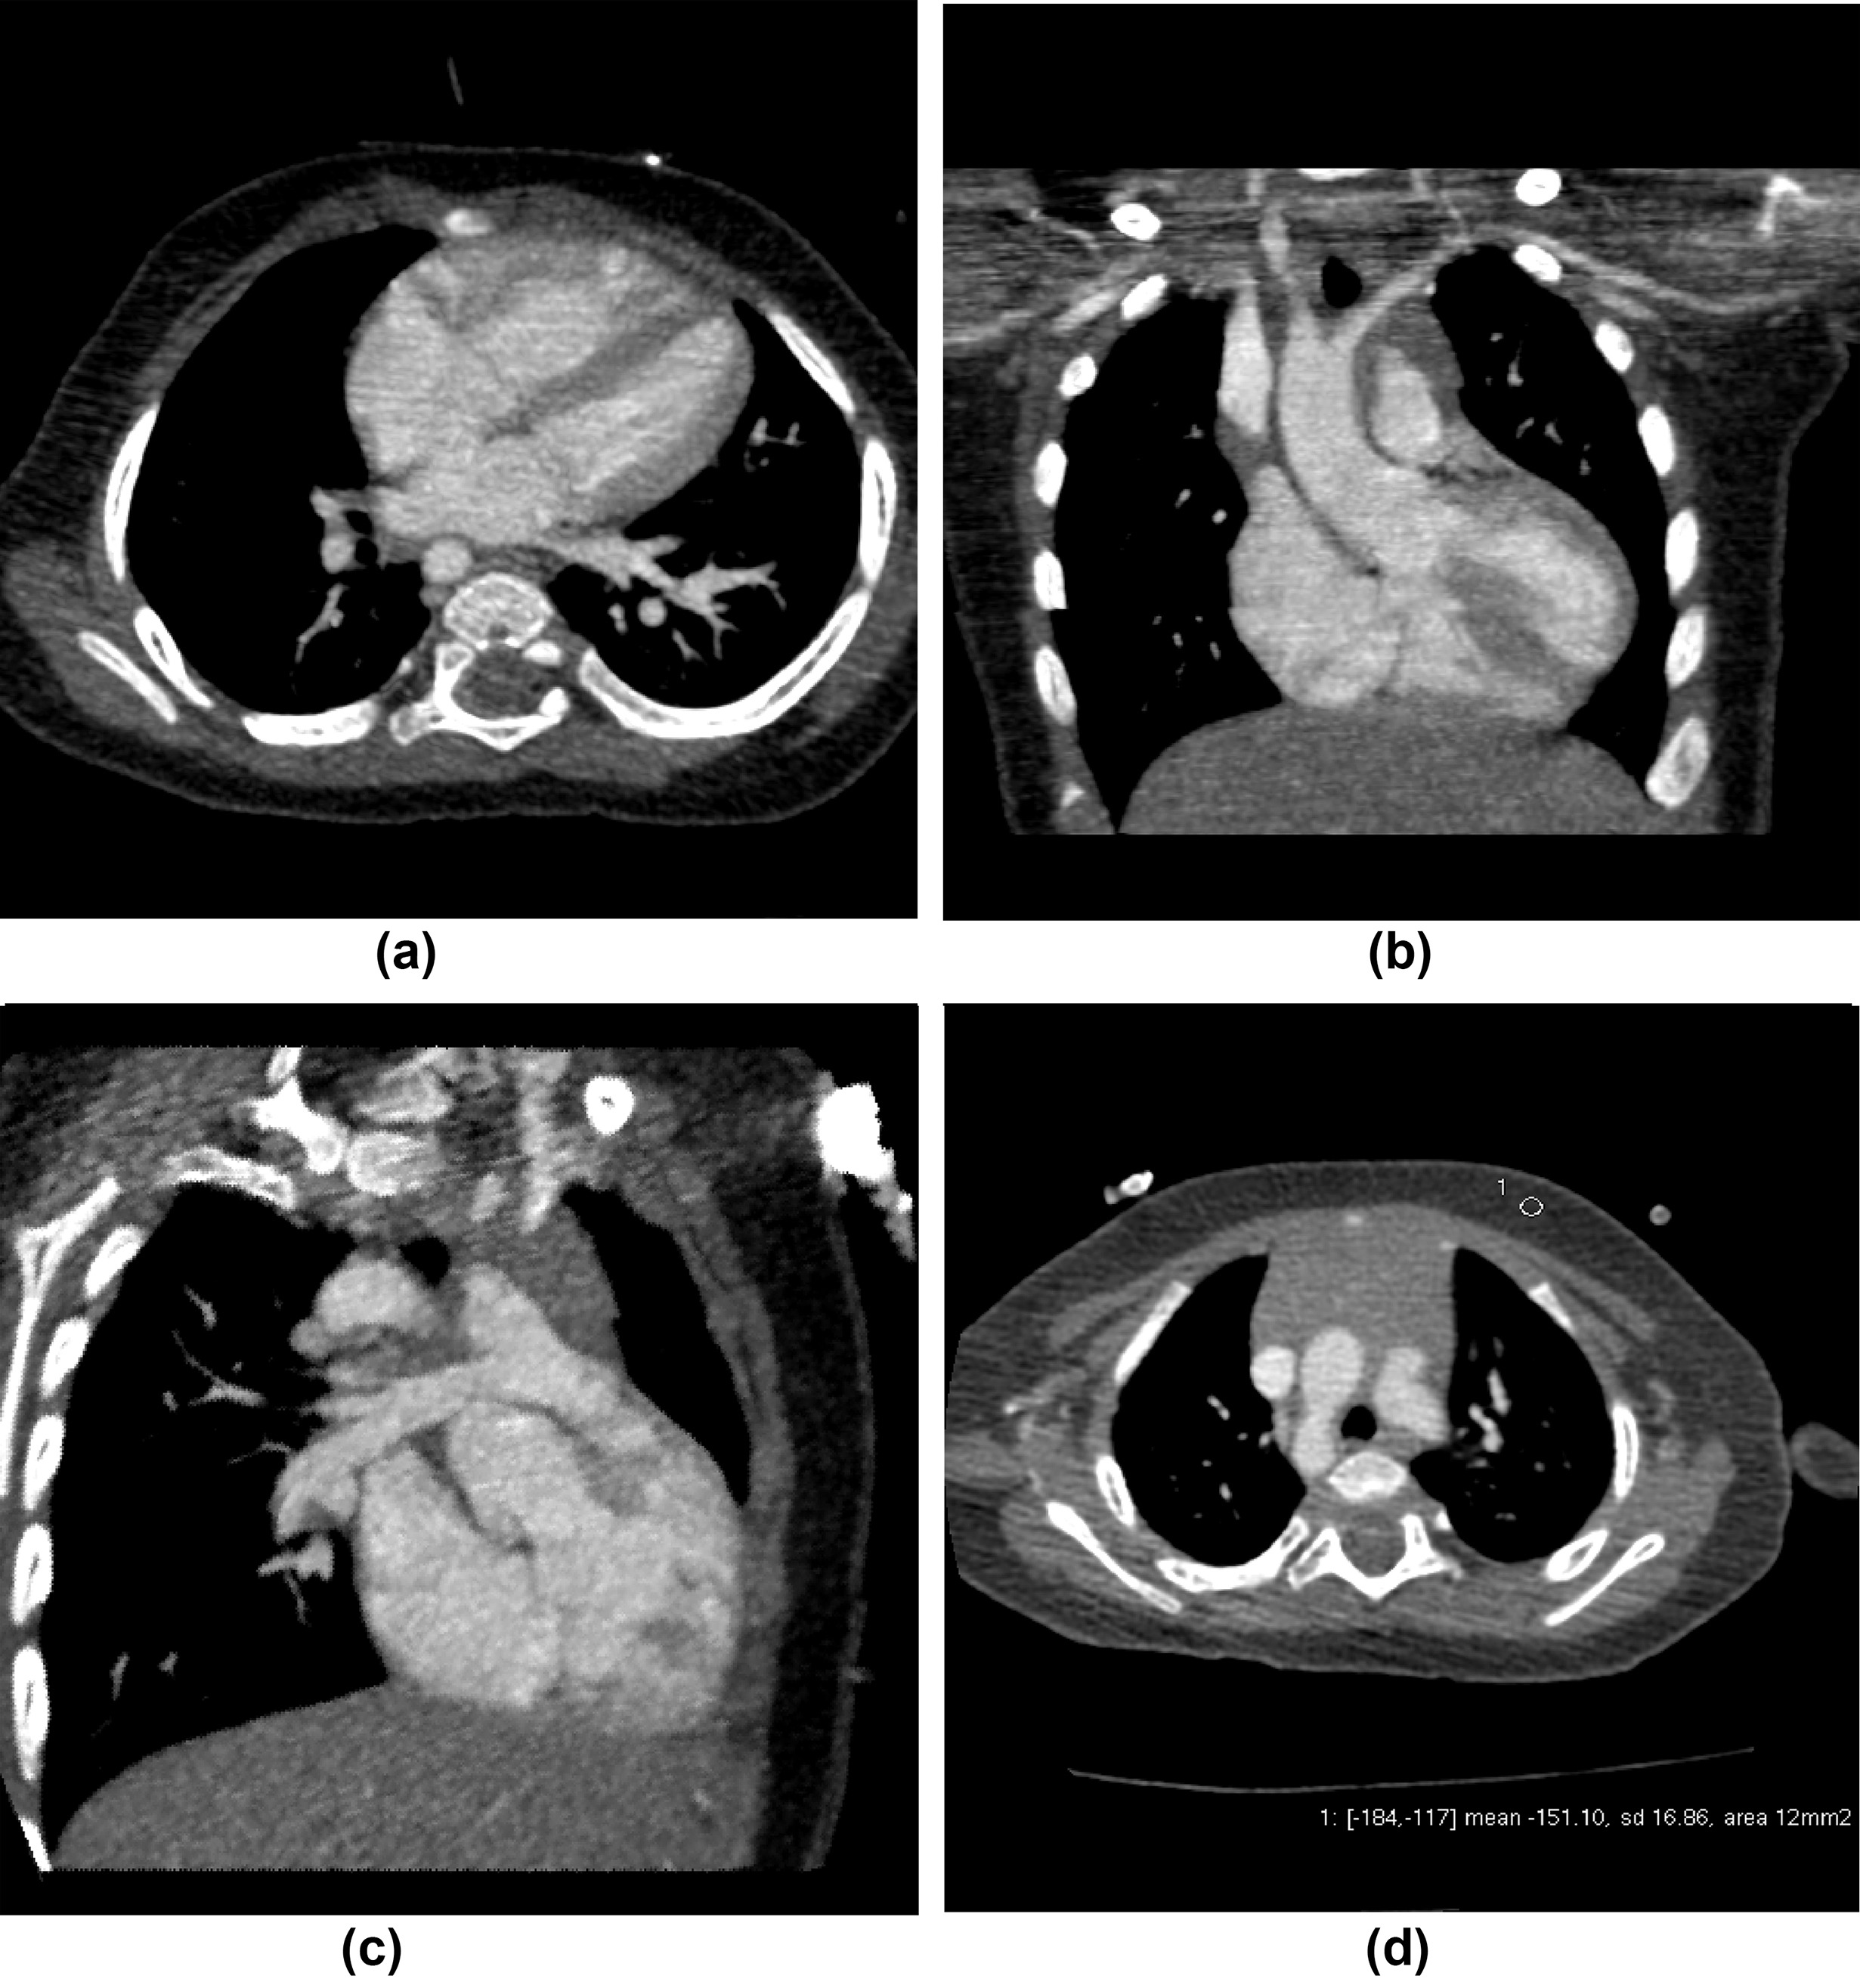 (a)
(b)
1
1: [-184,-117] mean -151.10, sd 16.86, area 12mm2
(c)
(d)